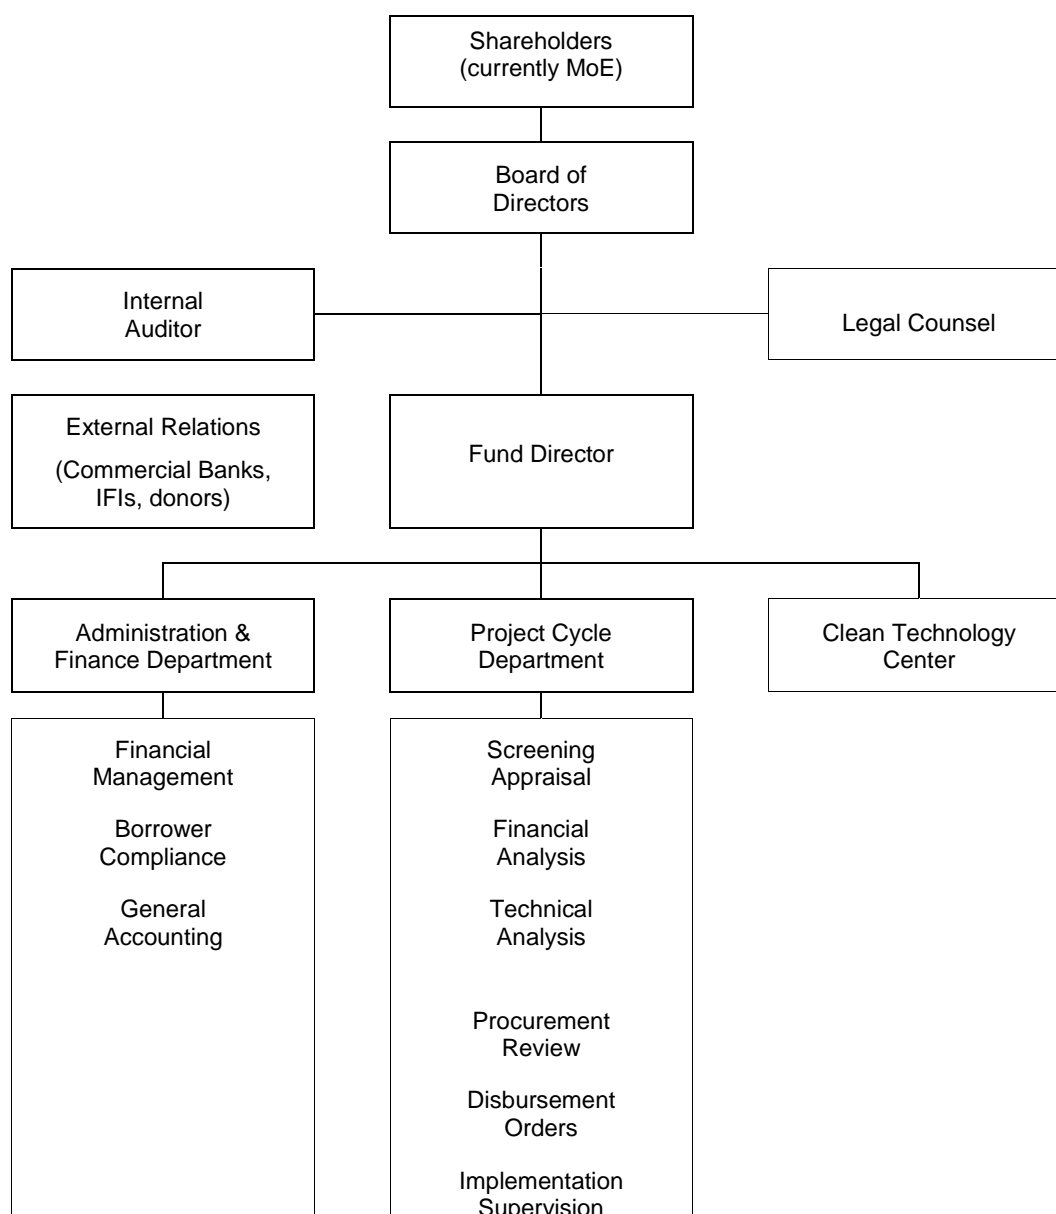 Shareholders
(currently MoE)
Board of
Directors
Internal
Auditor
Legal Counsel
External Relations
(Commercial Banks,
IFIs, donors)
Fund Director
Administration &
Finance Department
Project Cycle
Department
Clean Technology
Center
Financial
Management
Borrower
Compliance
General
Accounting
Screening
Appraisal
Financial
Analysis
Technical
Analysis
Procurement
Review
Disbursement
Orders
Implementation
Supervision